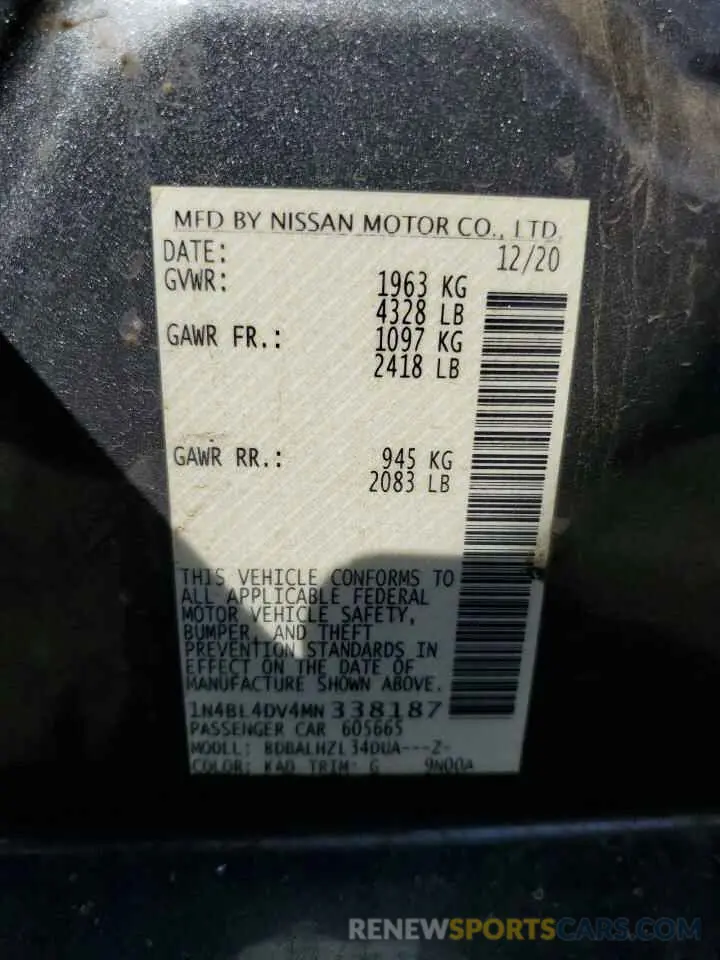 MFD BY NISSAN MOTOR CO., LTD.
DATE: 12/20
GVWR: 1963 KG
4328 LB
GAWR FR.: 1097 KG
2418 LB
GAWR RR.: 945 KG
2083 LB
THIS VEHICLE CONFORMS TO
ALL APPLICABLE FEDERAL
MOTOR VEHICLE SAFETY,
BUMPER, AND THEFT
PREVENTION STANDARDS IN
EFFECT ON THE DATE OF
MANUFACTURE SHOWN ABOVE.
1N4BL4DV4MN338187
PASSENGER CAR 605665
MODEL: BDBALHZL34DUA---Z-
COLOR: KAD TRIM: G 9N00A
RENEWSPORTSCARS.COM